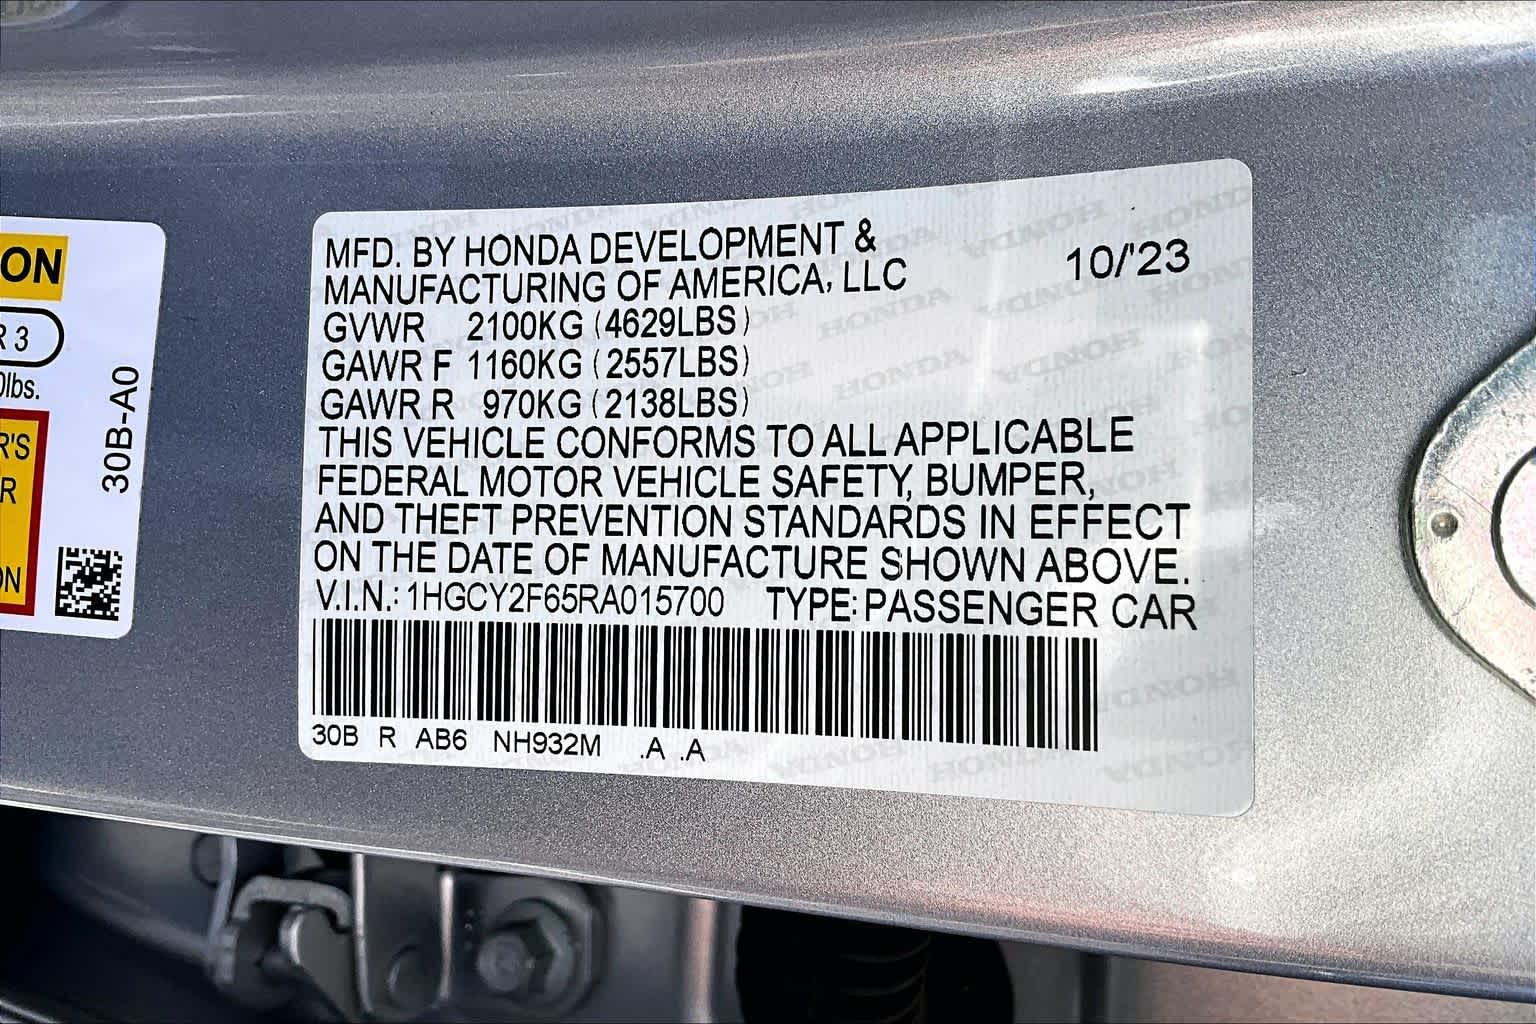 ON
R 3
0lbs.
R'S
R
ON
30B-A0
MFD. BY HONDA DEVELOPMENT &
MANUFACTURING OF AMERICA, LLC
10/'23
GVWR 2100KG (4629LBS)
GAWR F 1160KG (2557LBS)
GAWR R 970KG (2138LBS)
THIS VEHICLE CONFORMS TO ALL APPLICABLE
FEDERAL MOTOR VEHICLE SAFETY, BUMPER,
AND THEFT PREVENTION STANDARDS IN EFFECT
ON THE DATE OF MANUFACTURE SHOWN ABOVE.
V.I.N.: 1HGCY2F65RA015700 TYPE: PASSENGER CAR
30B R AB6 NH932M .A .A